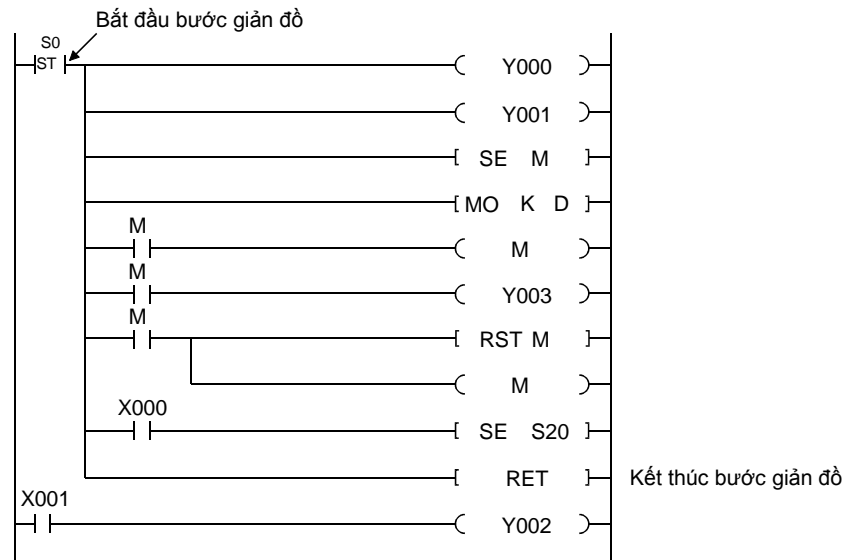 Bắt đầu bước giản đồ
S0
ST
Y000
Y001
SE M
MO K D
M
M
M
Y003
M
RST M
M
X000
SE S20
RET
Kết thúc bước giản đồ
X001
Y002